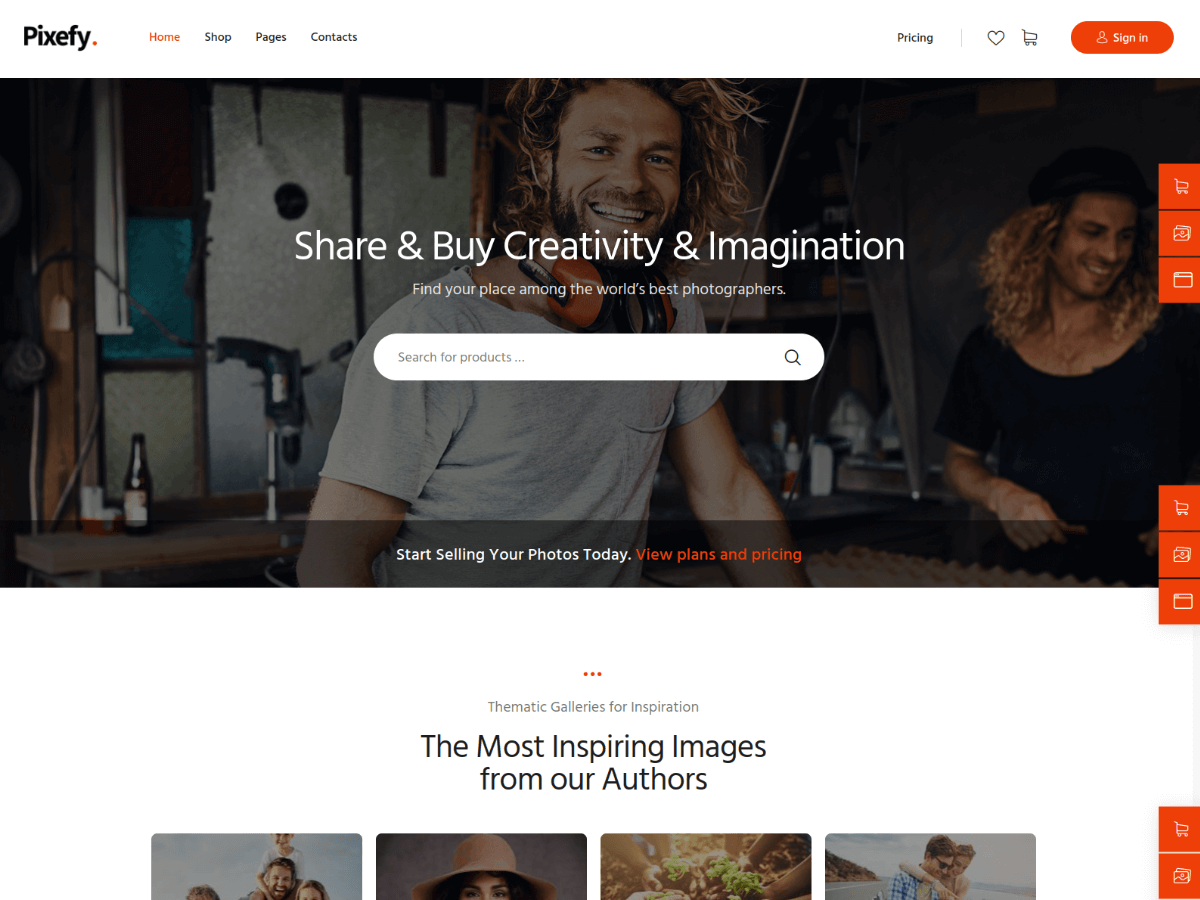 Pixefy.
Home
Shop
Pages
Contacts
Pricing
Sign in
Share & Buy Creativity & Imagination
Find your place among the world’s best photographers.
Search for products ...
Start Selling Your Photos Today. View plans and pricing
Thematic Galleries for Inspiration
The Most Inspiring Images
from our Authors